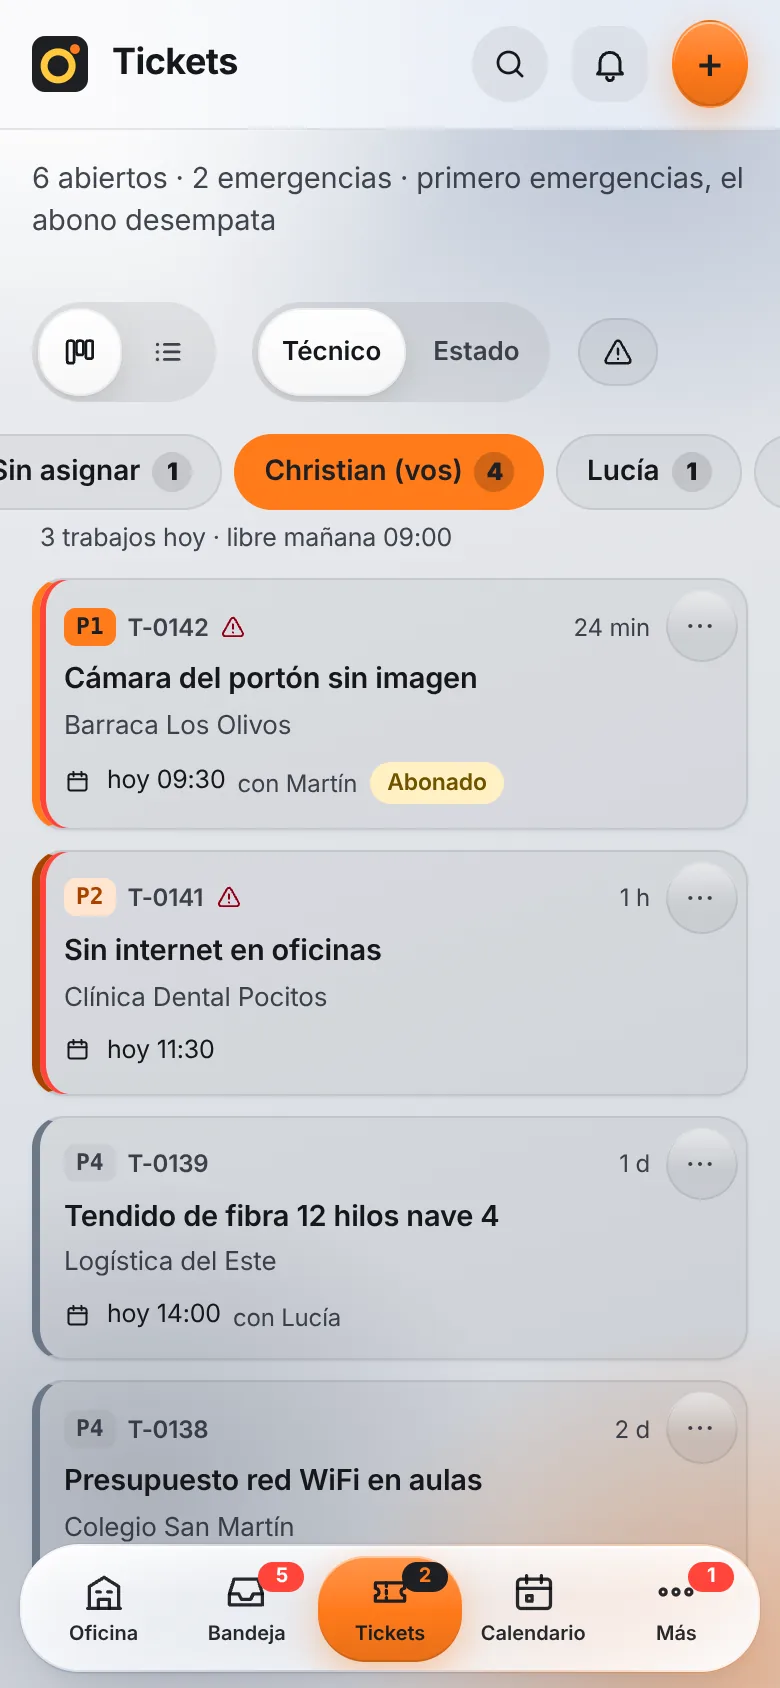 Tickets
6 abiertos · 2 emergencias · primero emergencias, el
abono desempata
Técnico Estado
Sin asignar 1 Christian (vos) 4 Lucía 1
3 trabajos hoy · libre mañana 09:00
P1 T-0142 24 min
Cámara del portón sin imagen
Barraca Los Olivos
hoy 09:30 con Martín Abonado
P2 T-0141 1 h
Sin internet en oficinas
Clínica Dental Pocitos
hoy 11:30
P4 T-0139 1 d
Tendido de fibra 12 hilos nave 4
Logística del Este
hoy 14:00 con Lucía
P4 T-0138 2 d
Presupuesto red WiFi en aulas
Colegio San Martín
5 2 1
Oficina Bandeja Tickets Calendario Más